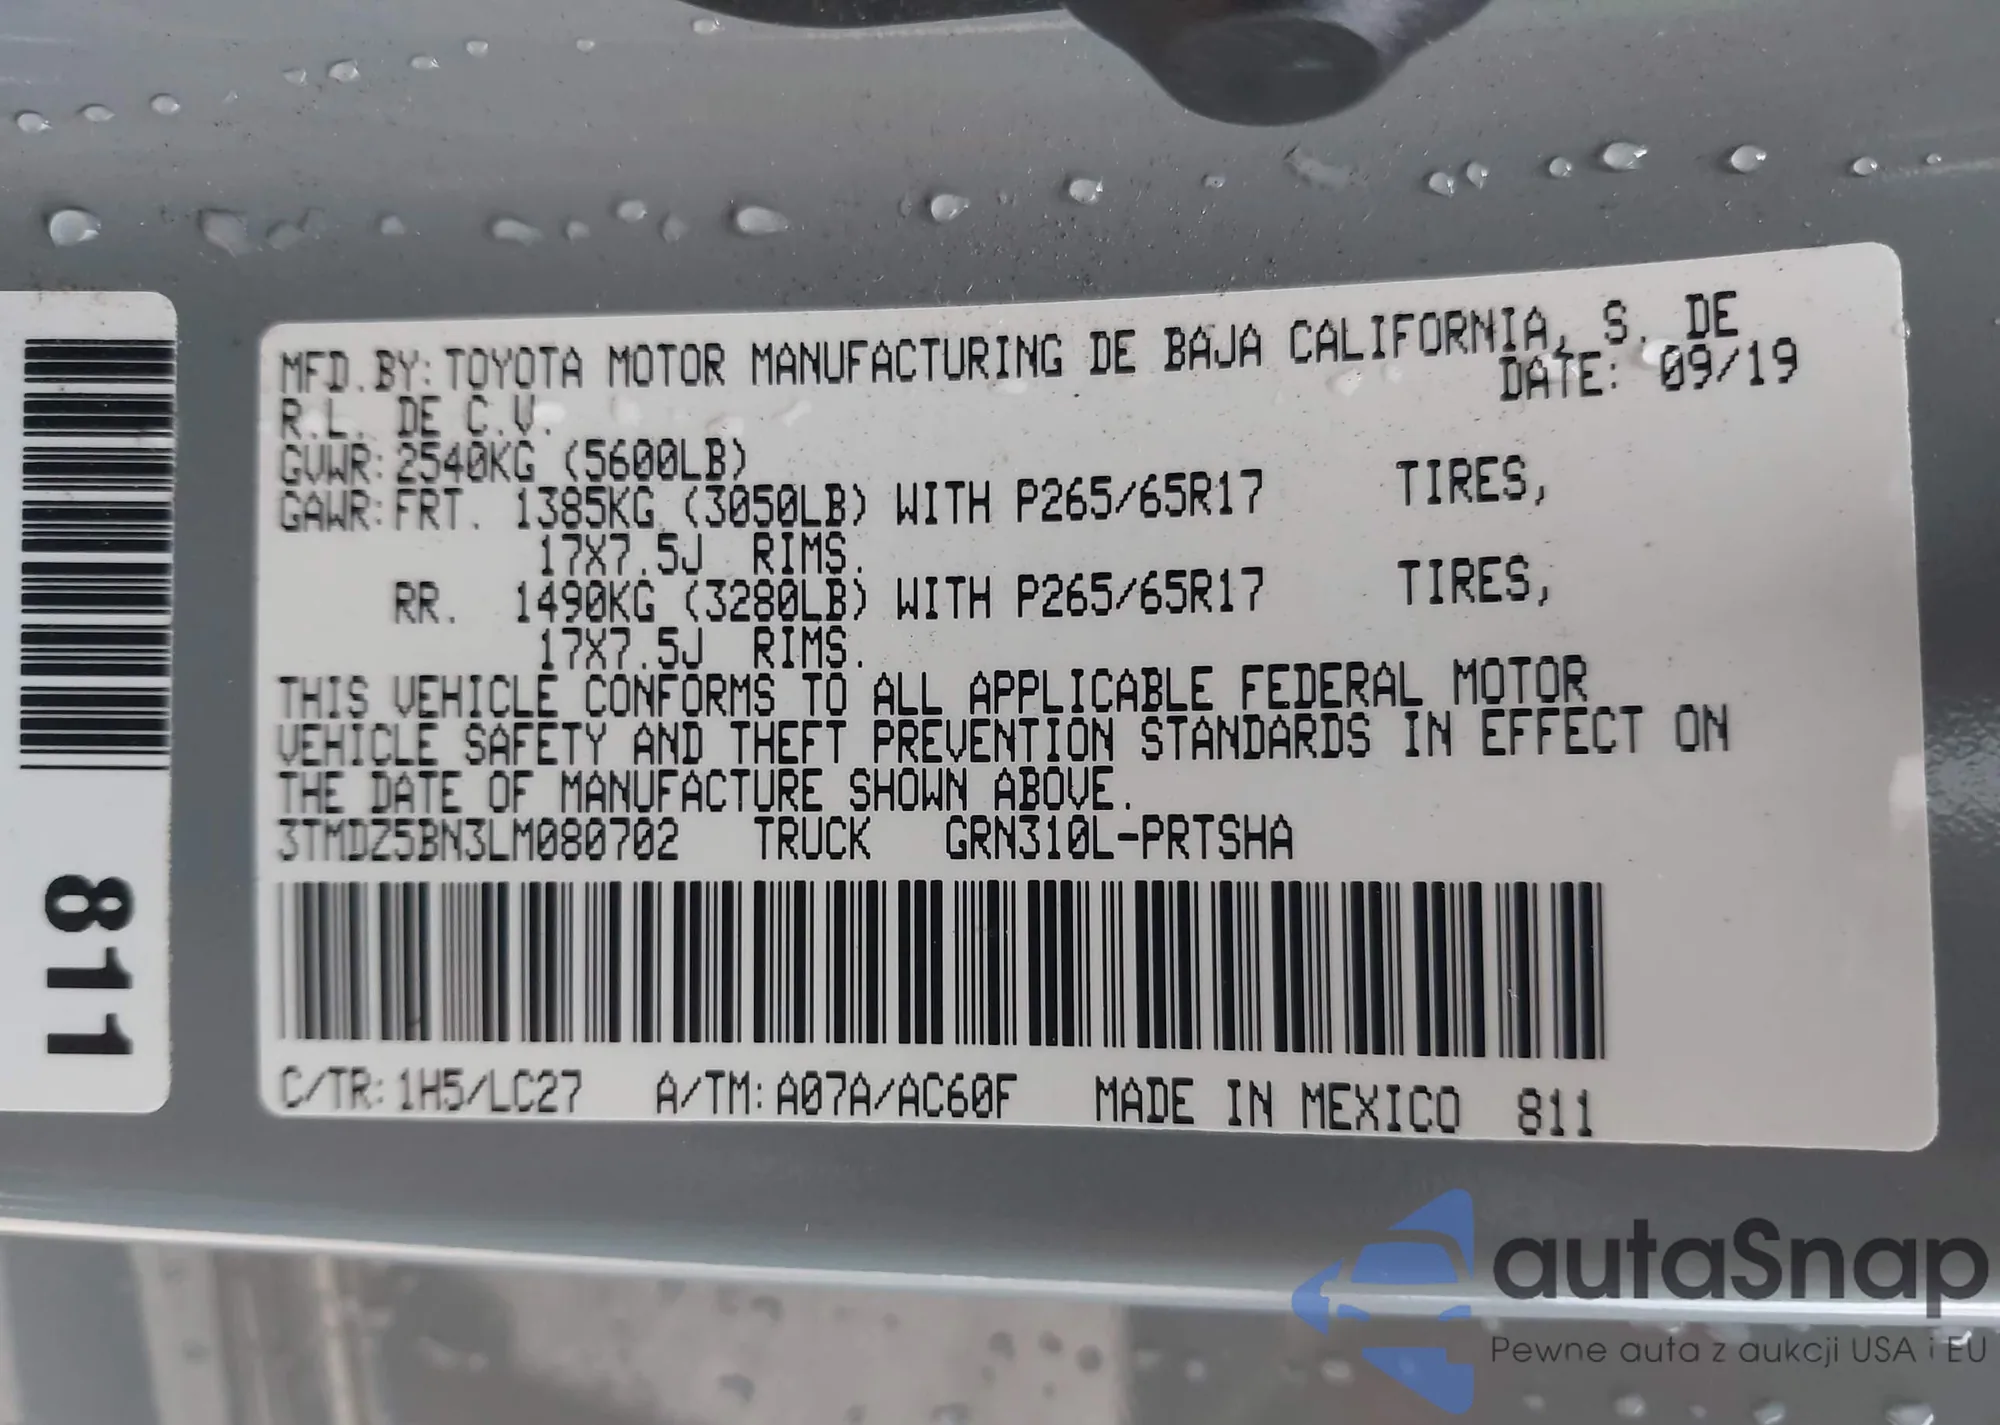 MFD.BY: TOYOTA MOTOR MANUFACTURING DE BAJA CALIFORNIA, S. DE
R.L. DE C.V. DATE: 09/19
GVWR: 2540KG (5600LB)
GAWR: FRT. 1385KG (3050LB) WITH P265/65R17 TIRES,
17X7.5J RIMS.
RR. 1490KG (3280LB) WITH P265/65R17 TIRES,
17X7.5J RIMS.
THIS VEHICLE CONFORMS TO ALL APPLICABLE FEDERAL MOTOR
VEHICLE SAFETY AND THEFT PREVENTION STANDARDS IN EFFECT ON
THE DATE OF MANUFACTURE SHOWN ABOVE.
3TMDZ5BN3LM080702 TRUCK GRN310L-PRTSHA
C/TR: 1H5/LC27 A/TM: A07A/AC60F MADE IN MEXICO 811
811
autaSnap
Pewne auta z aukcji USA i EU